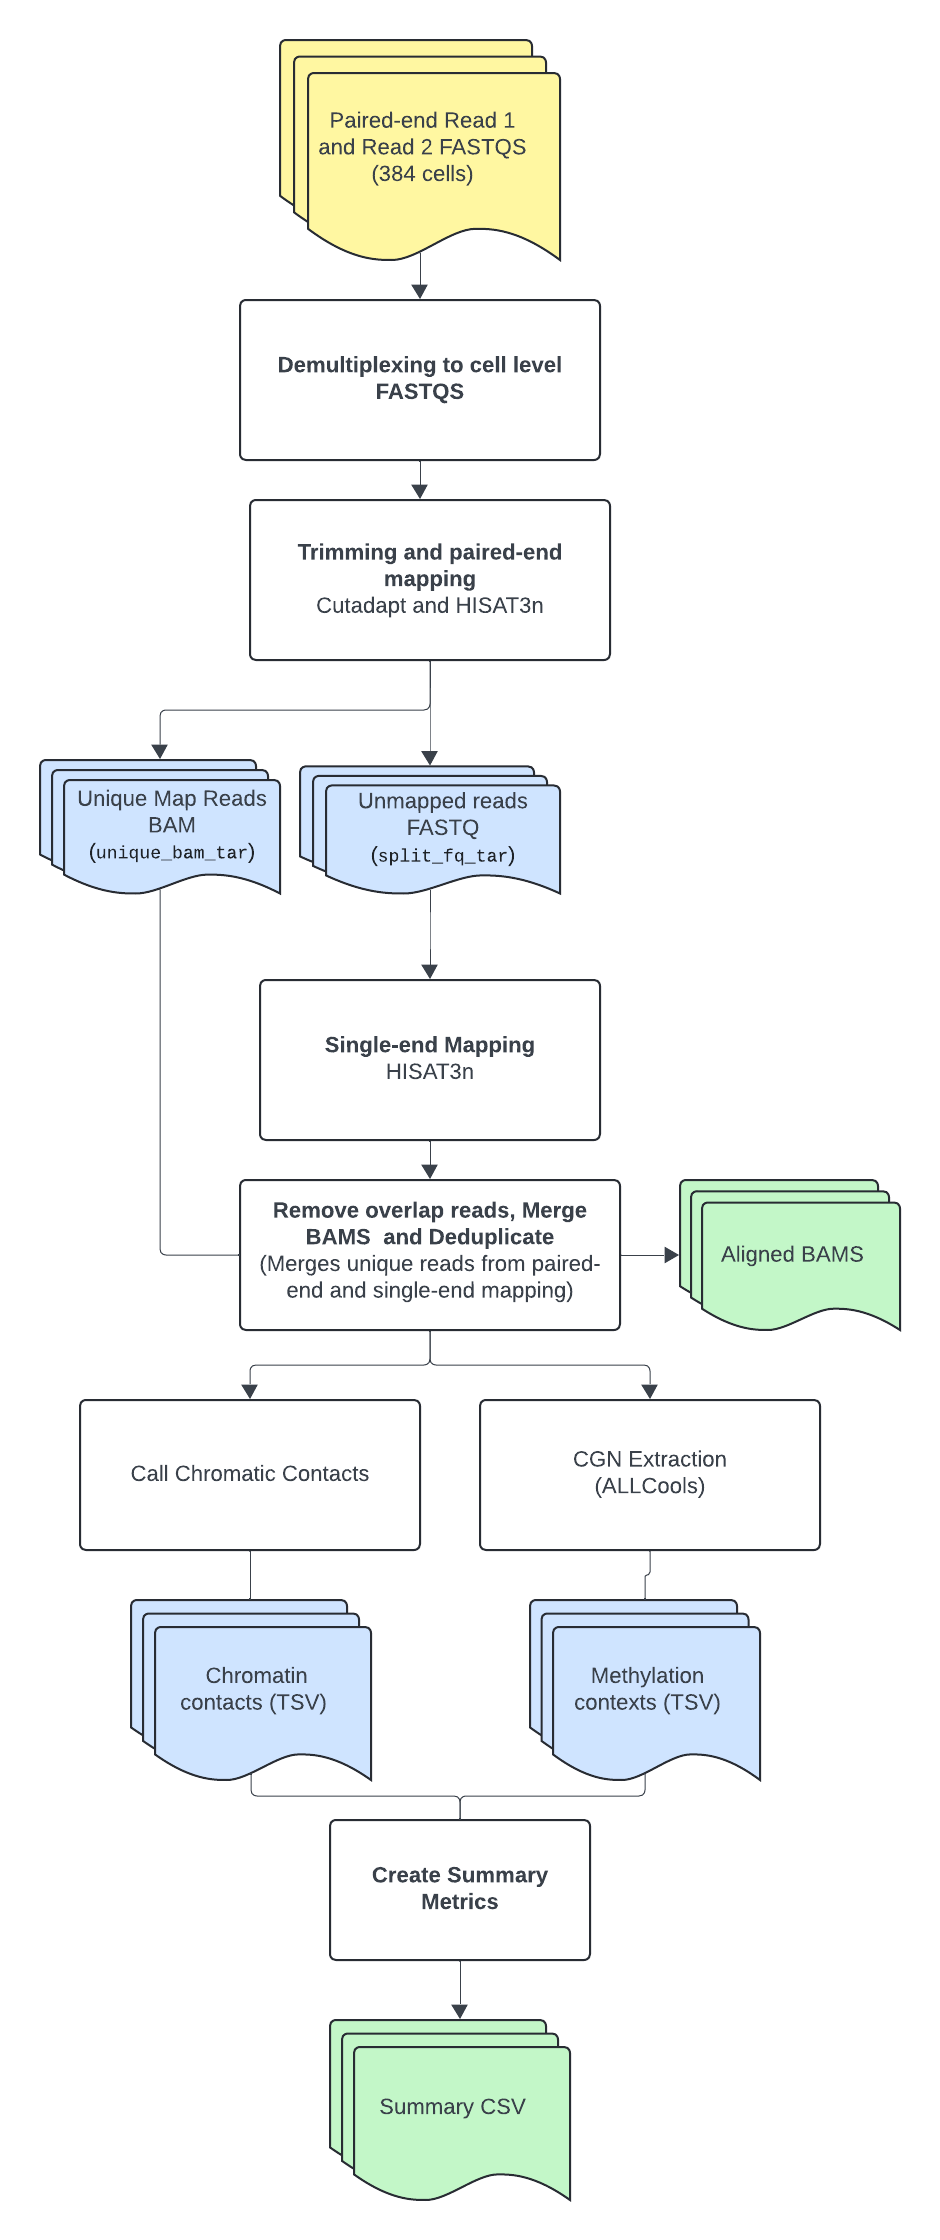 Paired-end Read 1
and Read 2 FASTQS
(384 cells)
Demultiplexing to cell level
FASTQS
Trimming and paired-end
mapping
Cutadapt and HISAT3n
Unique Map Reads
BAM
(unique_bam_tar)
Unmapped reads
FASTQ
(split_fq_tar)
Single-end Mapping
HISAT3n
Remove overlap reads, Merge
BAMS  and Deduplicate
(Merges unique reads from paired-
end and single-end mapping)
Aligned BAMS
Call Chromatic Contacts
CGN Extraction
(ALLCools)
Chromatin
contacts (TSV)
Methylation
contexts (TSV)
Create Summary
Metrics
Summary CSV